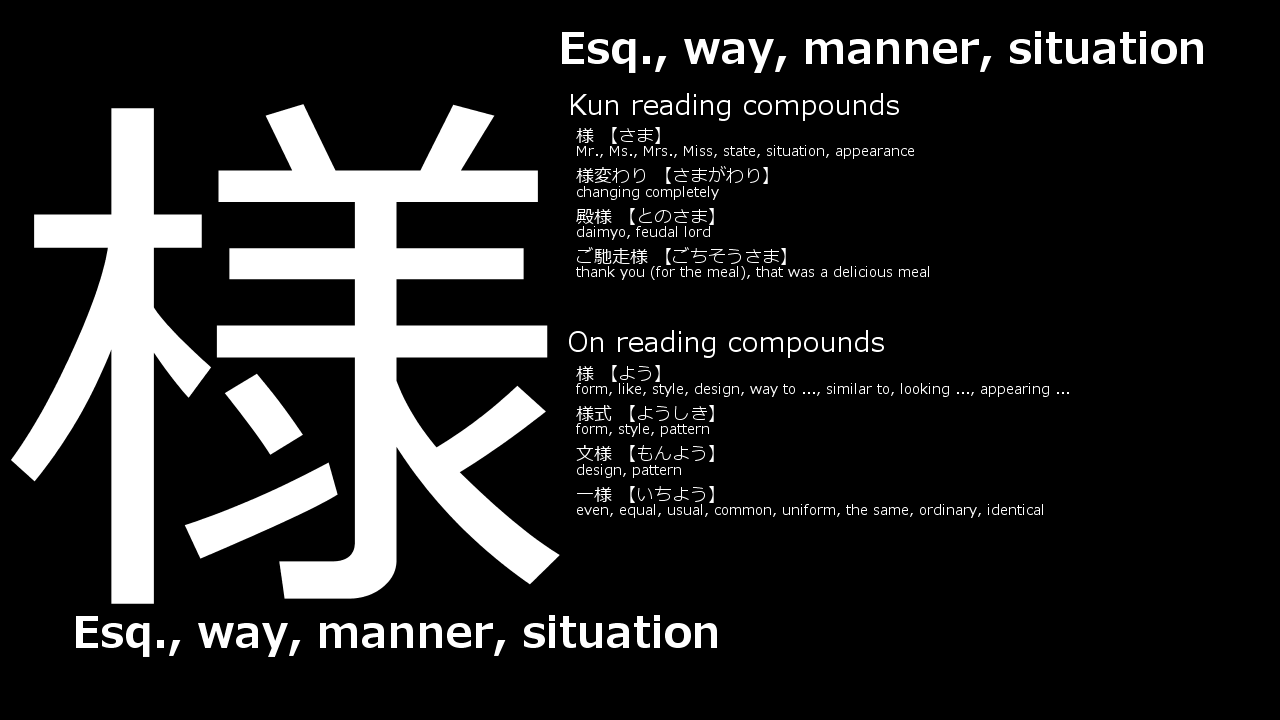 様
Esq., way, manner, situation
Kun reading compounds
様 【さま】
Mr., Ms., Mrs., Miss, state, situation, appearance
様変わり 【さまがわり】
changing completely
殿様 【とのさま】
daimyo, feudal lord
ご馳走様 【ごちそうさま】
thank you (for the meal), that was a delicious meal
On reading compounds
様 【よう】
form, like, style, design, way to ..., similar to, looking ..., appearing ...
様式 【ようしき】
form, style, pattern
文様 【もんよう】
design, pattern
一様 【いちよう】
even, equal, usual, common, uniform, the same, ordinary, identical
Esq., way, manner, situation